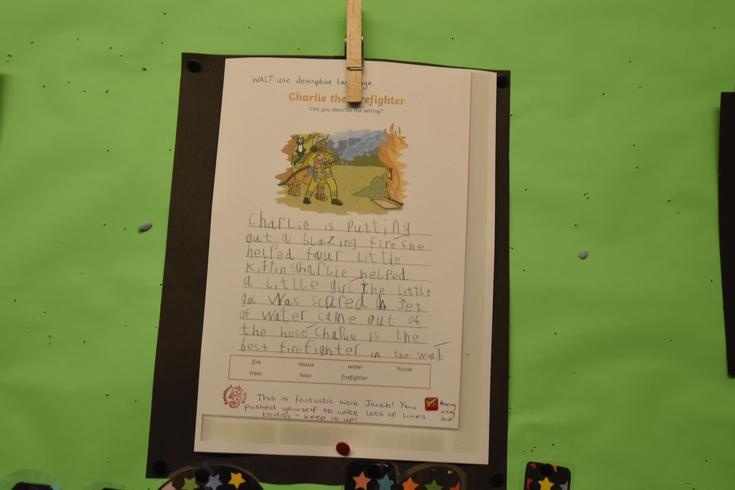 WALT: use descriptive language
Charlie the Firefighter
Can you describe the setting?
Charlie is putting
out a blazing fire She
helped four little
Kittins Charlie helped
a little girl The little
girl was scared A Jet
of water came out of
the hose Charlie is the
best firefighter in the world
fire rescue water house
trees hose firefighter
This is fantastic work Jacob! You
pushed yourself to write lots of lines
today - keep it up!
Amazing